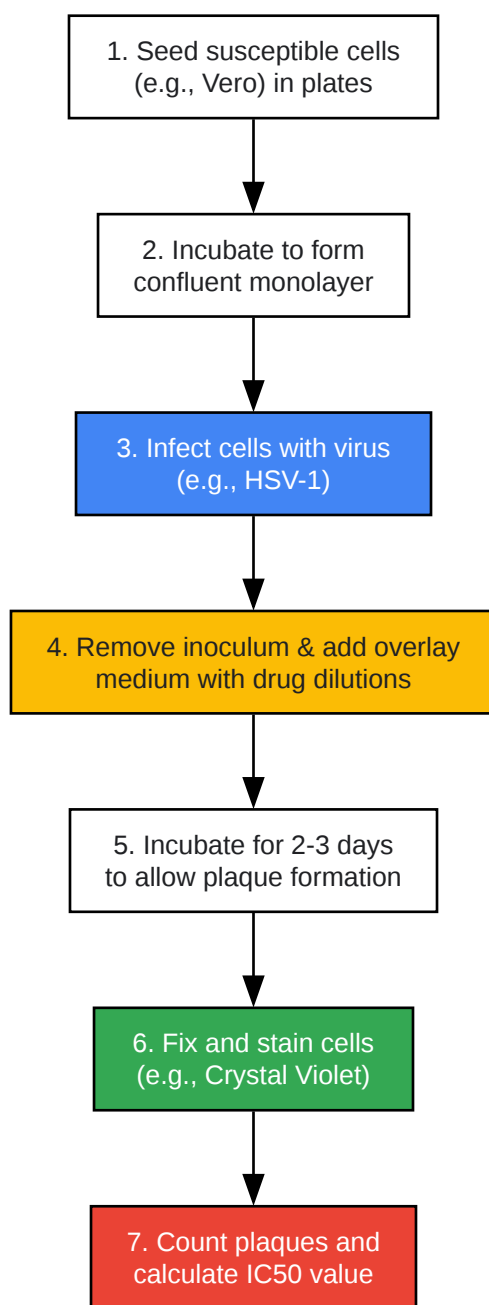 1. Seed susceptible cells
(e.g., Vero) in plates
2. Incubate to form
confluent monolayer
3. Infect cells with virus
(e.g., HSV-1)
4. Remove inoculum & add overlay
medium with drug dilutions
5. Incubate for 2-3 days
to allow plaque formation
6. Fix and stain cells
(e.g., Crystal Violet)
7. Count plaques and
calculate IC50 value